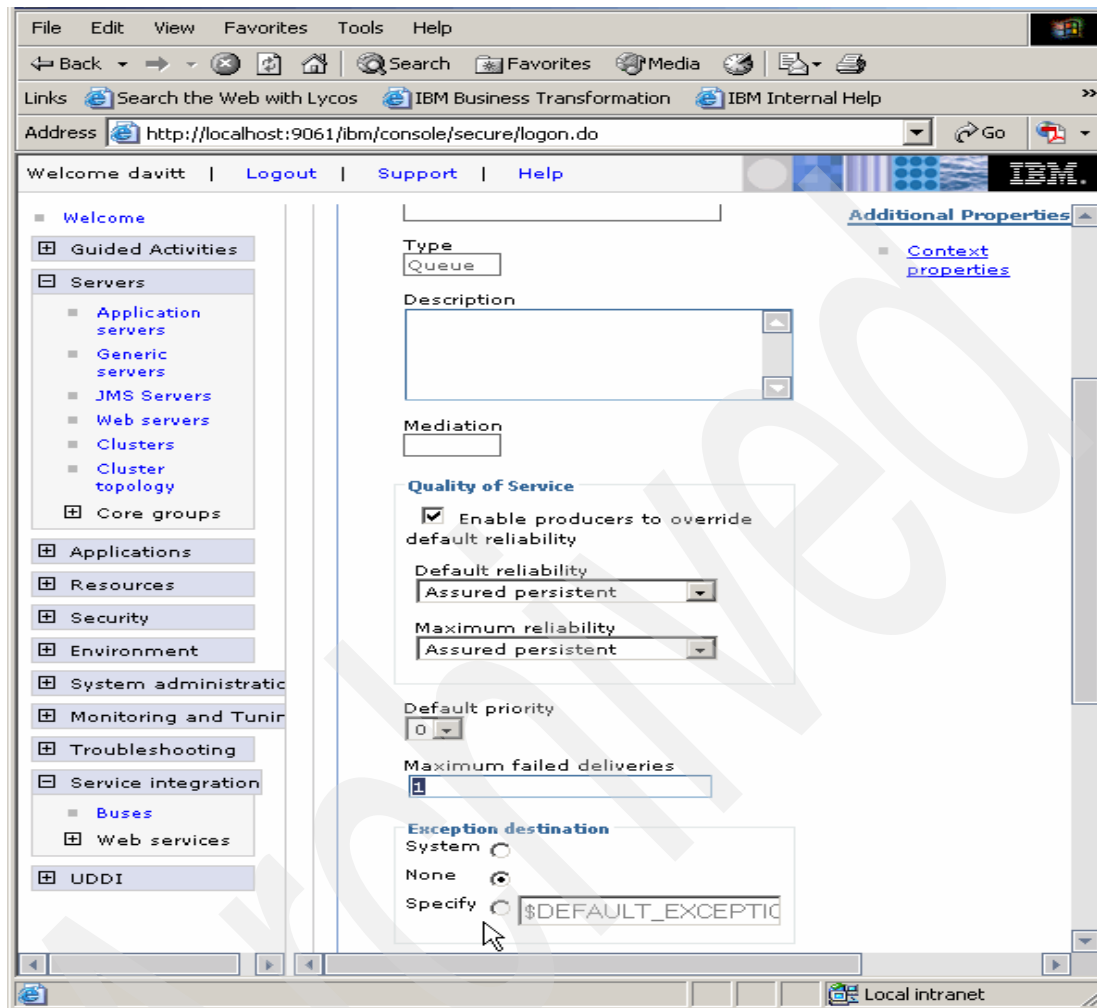 File Edit View Favorites Tools Help
Back Search Favorites Media
Links Search the Web with Lycos IBM Business Transformation IBM Internal Help »
Address http://localhost:9061/ibm/console/secure/logon.do Go
Welcome davitt | Logout | Support | Help IBM.
Welcome
Guided Activities
Servers
Application
servers
Generic
servers
JMS Servers
Web servers
Clusters
Cluster
topology
Core groups
Applications
Resources
Security
Environment
System administratic
Monitoring and Tunin
Troubleshooting
Service integration
Buses
Web services
UDDI
Type
Queue
Description
Mediation
Quality of Service
Enable producers to override
default reliability
Default reliability
Assured persistent
Maximum reliability
Assured persistent
Default priority
0
Maximum failed deliveries
1
Exception destination
System
None
Specify $DEFAULT_EXCEPTIO
Additional Properties
Context
properties
Local intranet
Archived